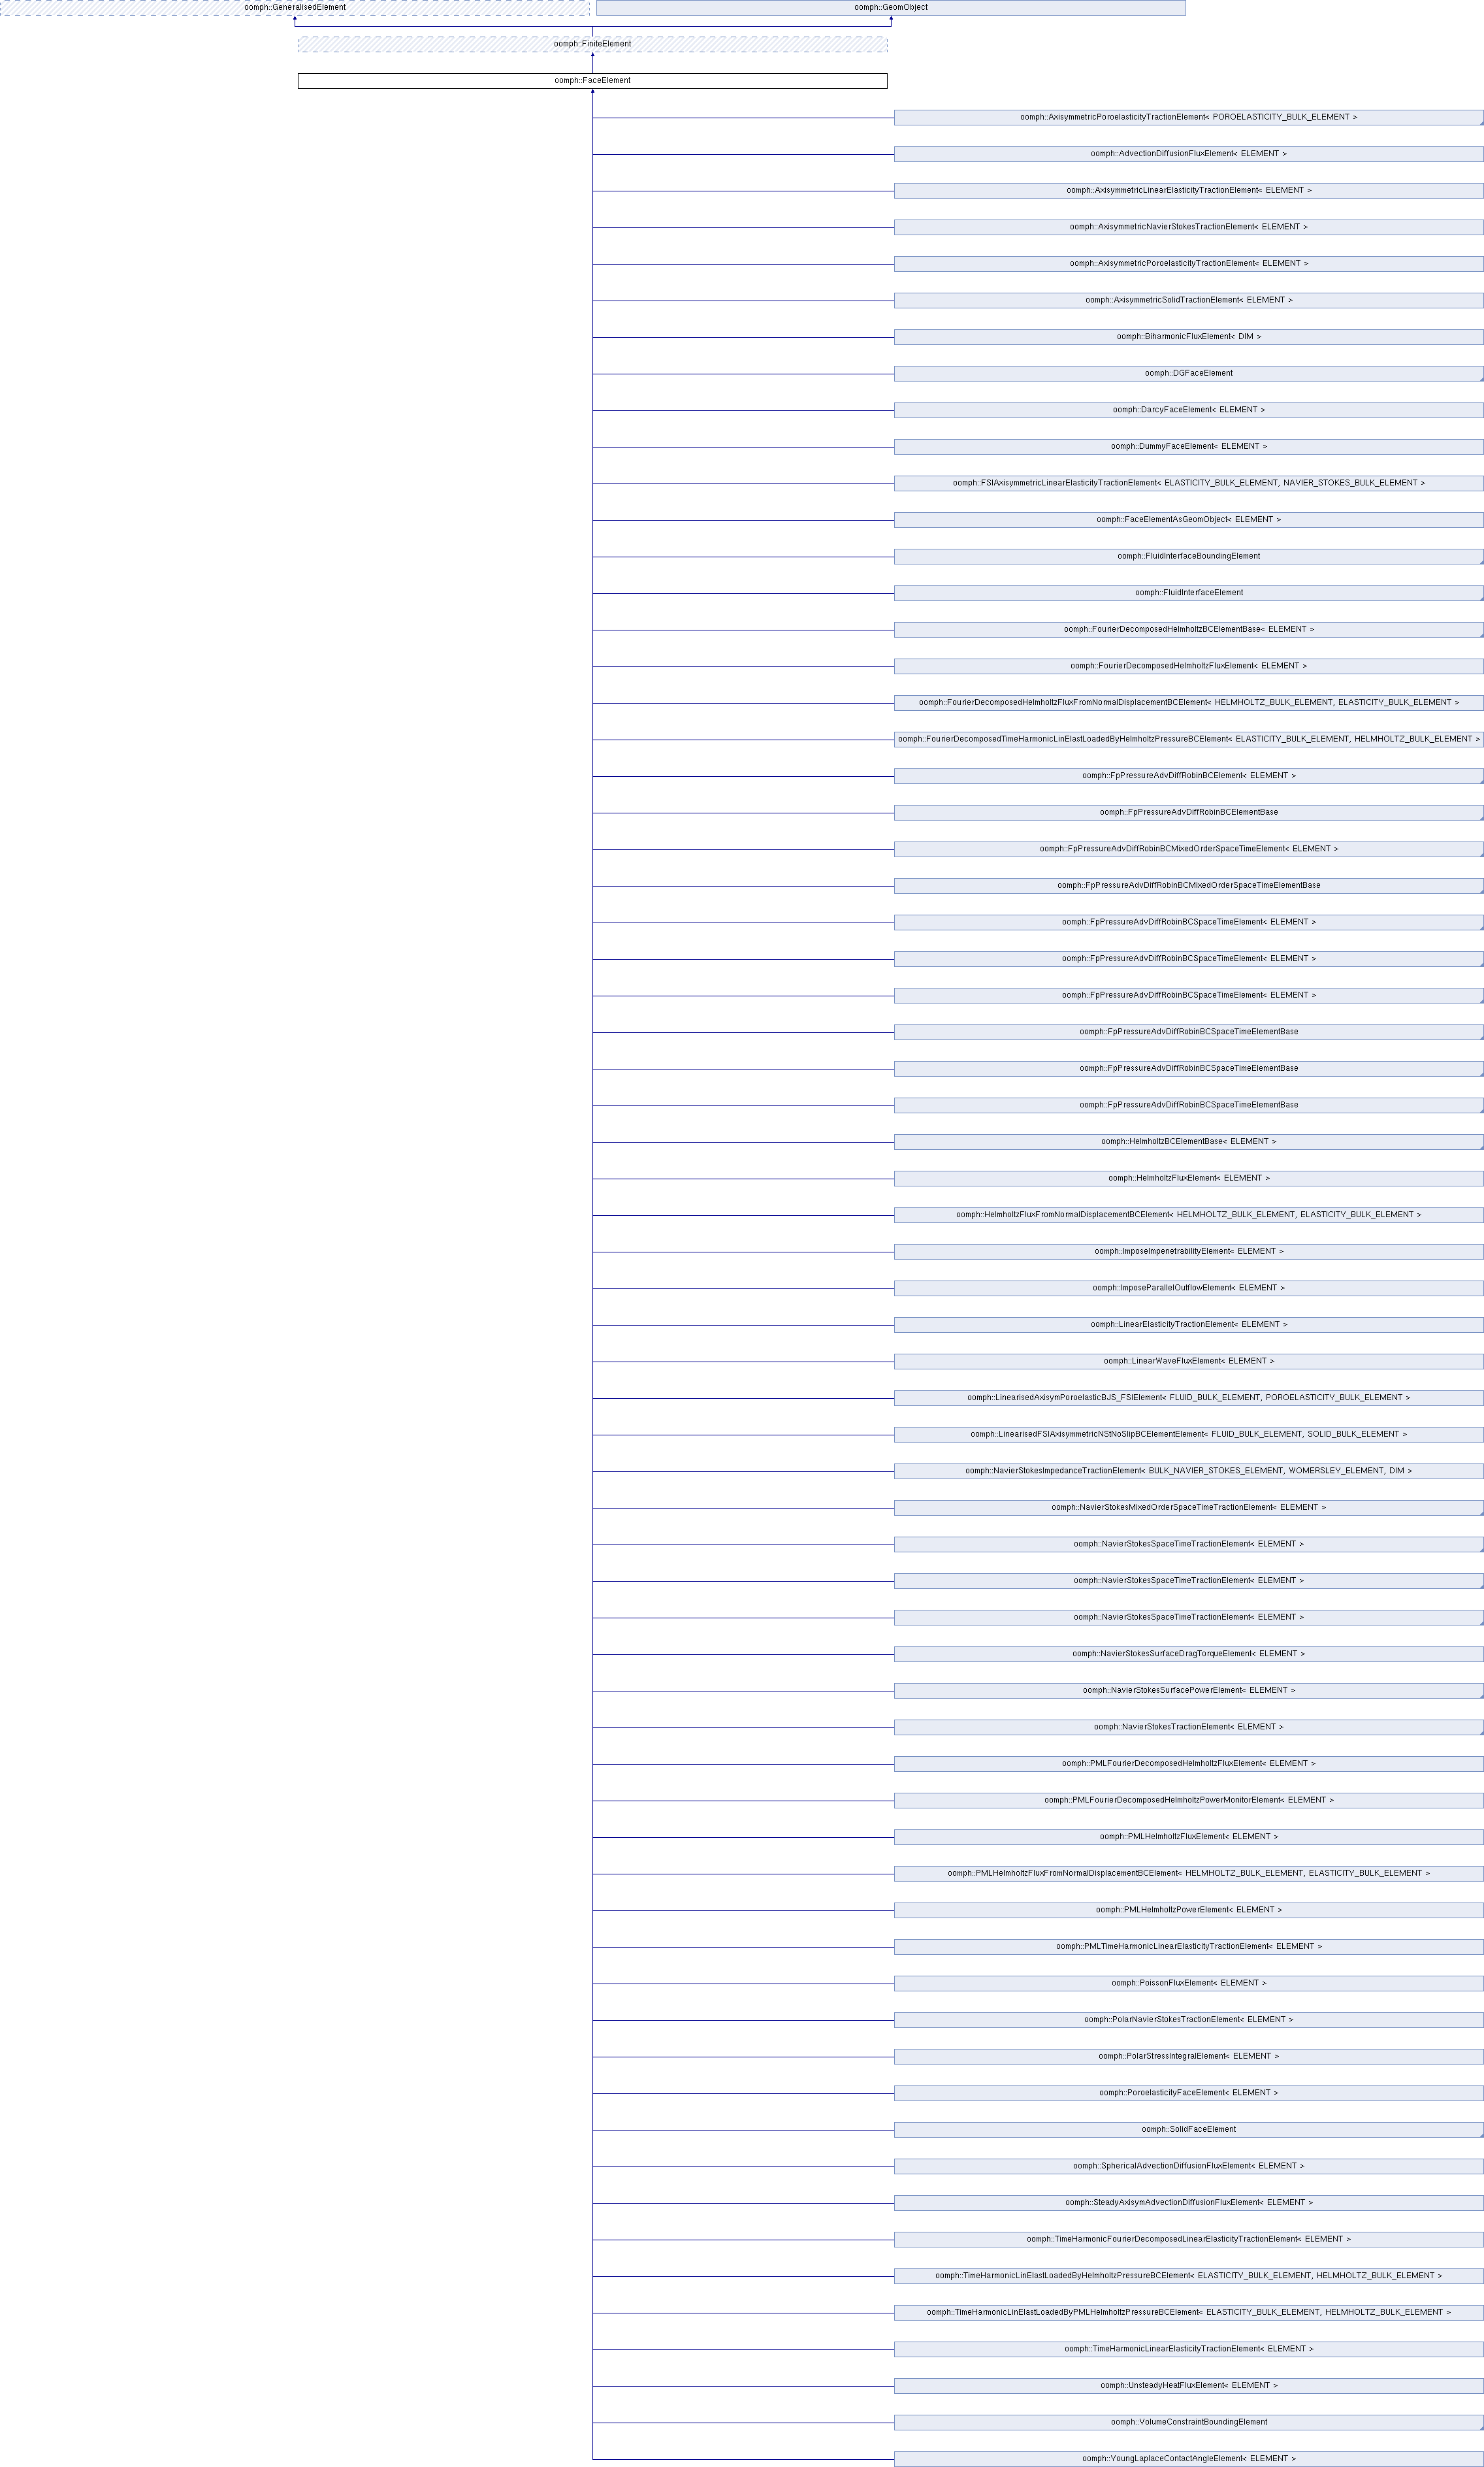 oomph::GeneralisedElement
oomph::GeomObject
oomph::FiniteElement
oomph::FaceElement
oomph::AxisymmetricPoroelasticityTractionElement< POROELASTICITY_BULK_ELEMENT >
oomph::AdvectionDiffusionFluxElement< ELEMENT >
oomph::AxisymmetricLinearElasticityTractionElement< ELEMENT >
oomph::AxisymmetricNavierStokesTractionElement< ELEMENT >
oomph::AxisymmetricPoroelasticityTractionElement< ELEMENT >
oomph::AxisymmetricSolidTractionElement< ELEMENT >
oomph::BiharmonicFluxElement< DIM >
oomph::DGFaceElement
oomph::DarcyFaceElement< ELEMENT >
oomph::DummyFaceElement< ELEMENT >
oomph::FSIAxisymmetricLinearElasticityTractionElement< ELASTICITY_BULK_ELEMENT, NAVIER_STOKES_BULK_ELEMENT >
oomph::FaceElementAsGeomObject< ELEMENT >
oomph::FluidInterfaceBoundingElement
oomph::FluidInterfaceElement
oomph::FourierDecomposedHelmholtzBCElementBase< ELEMENT >
oomph::FourierDecomposedHelmholtzFluxElement< ELEMENT >
oomph::FourierDecomposedHelmholtzFluxFromNormalDisplacementBCElement< HELMHOLTZ_BULK_ELEMENT, ELASTICITY_BULK_ELEMENT >
oomph::FourierDecomposedTimeHarmonicLinElastLoadedByHelmholtzPressureBCElement< ELASTICITY_BULK_ELEMENT, HELMHOLTZ_BULK_ELEMENT >
oomph::FpPressureAdvDiffRobinBCElement< ELEMENT >
oomph::FpPressureAdvDiffRobinBCElementBase
oomph::FpPressureAdvDiffRobinBCMixedOrderSpaceTimeElement< ELEMENT >
oomph::FpPressureAdvDiffRobinBCMixedOrderSpaceTimeElementBase
oomph::FpPressureAdvDiffRobinBCSpaceTimeElement< ELEMENT >
oomph::FpPressureAdvDiffRobinBCSpaceTimeElement< ELEMENT >
oomph::FpPressureAdvDiffRobinBCSpaceTimeElement< ELEMENT >
oomph::FpPressureAdvDiffRobinBCSpaceTimeElementBase
oomph::FpPressureAdvDiffRobinBCSpaceTimeElementBase
oomph::FpPressureAdvDiffRobinBCSpaceTimeElementBase
oomph::HelmholtzBCElementBase< ELEMENT >
oomph::HelmholtzFluxElement< ELEMENT >
oomph::HelmholtzFluxFromNormalDisplacementBCElement< HELMHOLTZ_BULK_ELEMENT, ELASTICITY_BULK_ELEMENT >
oomph::ImposeImpenetrabilityElement< ELEMENT >
oomph::ImposeParallelOutflowElement< ELEMENT >
oomph::LinearElasticityTractionElement< ELEMENT >
oomph::LinearWaveFluxElement< ELEMENT >
oomph::LinearisedAxisymPoroelasticBJS_FSIElement< FLUID_BULK_ELEMENT, POROELASTICITY_BULK_ELEMENT >
oomph::LinearisedFSIAxisymmetricNStNoSlipBCElementElement< FLUID_BULK_ELEMENT, SOLID_BULK_ELEMENT >
oomph::NavierStokesImpedanceTractionElement< BULK_NAVIER_STOKES_ELEMENT, WOMERSLEY_ELEMENT, DIM >
oomph::NavierStokesMixedOrderSpaceTimeTractionElement< ELEMENT >
oomph::NavierStokesSpaceTimeTractionElement< ELEMENT >
oomph::NavierStokesSpaceTimeTractionElement< ELEMENT >
oomph::NavierStokesSpaceTimeTractionElement< ELEMENT >
oomph::NavierStokesSurfaceDragTorqueElement< ELEMENT >
oomph::NavierStokesSurfacePowerElement< ELEMENT >
oomph::NavierStokesTractionElement< ELEMENT >
oomph::PMLFourierDecomposedHelmholtzFluxElement< ELEMENT >
oomph::PMLFourierDecomposedHelmholtzPowerMonitorElement< ELEMENT >
oomph::PMLHelmholtzFluxElement< ELEMENT >
oomph::PMLHelmholtzFluxFromNormalDisplacementBCElement< HELMHOLTZ_BULK_ELEMENT, ELASTICITY_BULK_ELEMENT >
oomph::PMLHelmholtzPowerElement< ELEMENT >
oomph::PMLTimeHarmonicLinearElasticityTractionElement< ELEMENT >
oomph::PoissonFluxElement< ELEMENT >
oomph::PolarNavierStokesTractionElement< ELEMENT >
oomph::PolarStressIntegralElement< ELEMENT >
oomph::PoroelasticityFaceElement< ELEMENT >
oomph::SolidFaceElement
oomph::SphericalAdvectionDiffusionFluxElement< ELEMENT >
oomph::SteadyAxisymAdvectionDiffusionFluxElement< ELEMENT >
oomph::TimeHarmonicFourierDecomposedLinearElasticityTractionElement< ELEMENT >
oomph::TimeHarmonicLinElastLoadedByHelmholtzPressureBCElement< ELASTICITY_BULK_ELEMENT, HELMHOLTZ_BULK_ELEMENT >
oomph::TimeHarmonicLinElastLoadedByPMLHelmholtzPressureBCElement< ELASTICITY_BULK_ELEMENT, HELMHOLTZ_BULK_ELEMENT >
oomph::TimeHarmonicLinearElasticityTractionElement< ELEMENT >
oomph::UnsteadyHeatFluxElement< ELEMENT >
oomph::VolumeConstraintBoundingElement
oomph::YoungLaplaceContactAngleElement< ELEMENT >